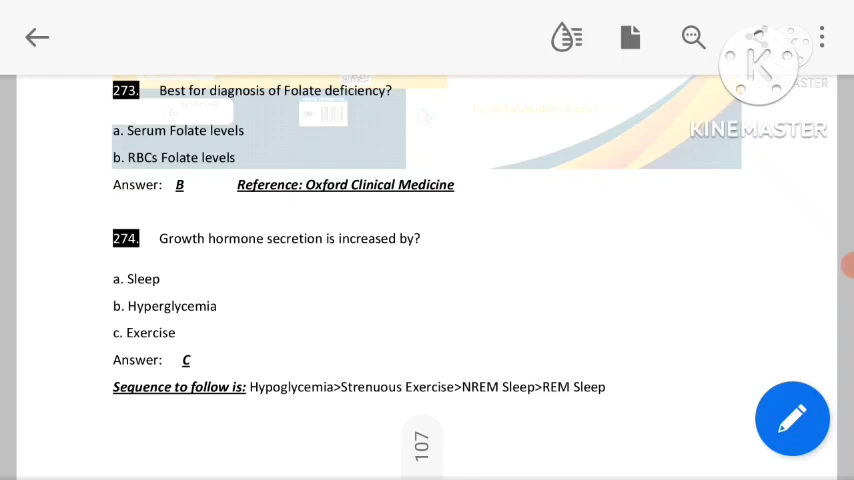 273. Best for diagnosis of Folate deficiency?
a. Serum Folate levels
b. RBCs Folate levels
Answer: B Reference: Oxford Clinical Medicine
274. Growth hormone secretion is increased by?
a. Sleep
b. Hyperglycemia
c. Exercise
Answer: C
Sequence to follow is: Hypoglycemia>Strenuous Exercise>NREM Sleep>REM Sleep
107
K
KINEMASTER